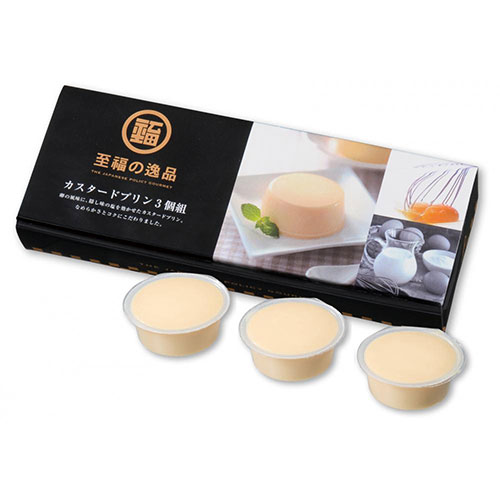 福
至福の逸品
THE JAPANESE POLICY GOURMET
カスタードプリン3個組
卵の風味に、隠し味の塩を効かせたカスタードプリン。
なめらかさとコクにこだわりました。